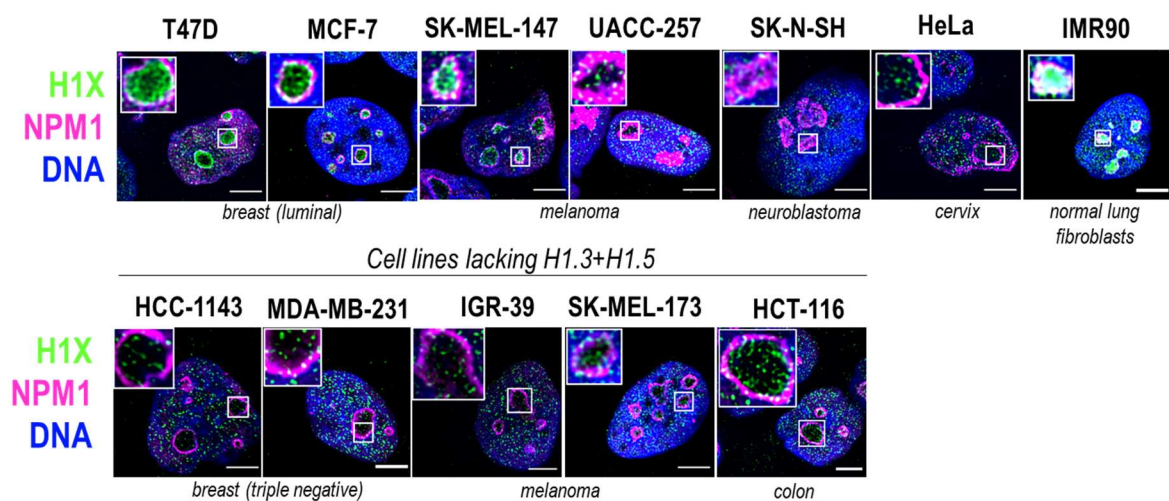 T47D MCF-7 SK-MEL-147 UACC-257 SK-N-SH HeLa IMR90
H1X
NPM1
DNA
breast (luminal) melanoma neuroblastoma cervix normal lung
fibroblasts
Cell lines lacking H1.3+H1.5
HCC-1143 MDA-MB-231 IGR-39 SK-MEL-173 HCT-116
H1X
NPM1
DNA
breast (triple negative) melanoma colon